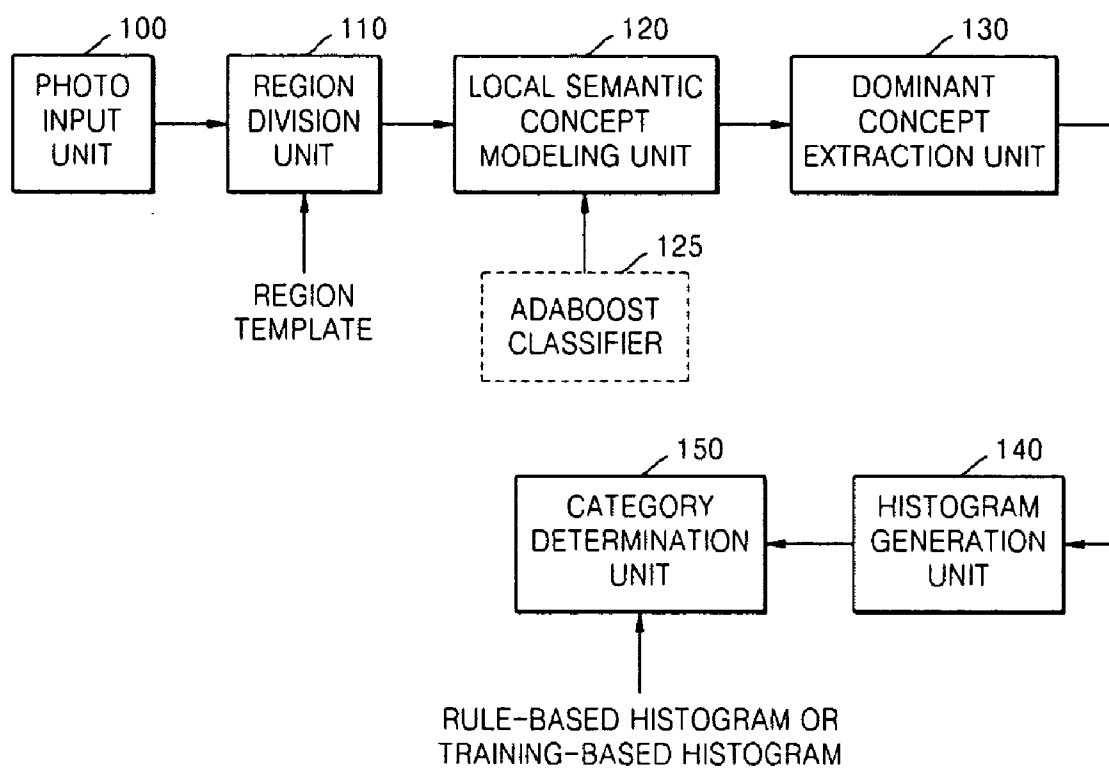 100
PHOTO
INPUT
UNIT
110
REGION
DIVISION
UNIT
REGION
TEMPLATE
120
LOCAL SEMANTIC
CONCEPT
MODELING UNIT
125
ADABOOST
CLASSIFIER
130
DOMINANT
CONCEPT
EXTRACTION UNIT
140
HISTOGRAM
GENERATION
UNIT
150
CATEGORY
DETERMINATION
UNIT
RULE-BASED HISTOGRAM OR
TRAINING-BASED HISTOGRAM